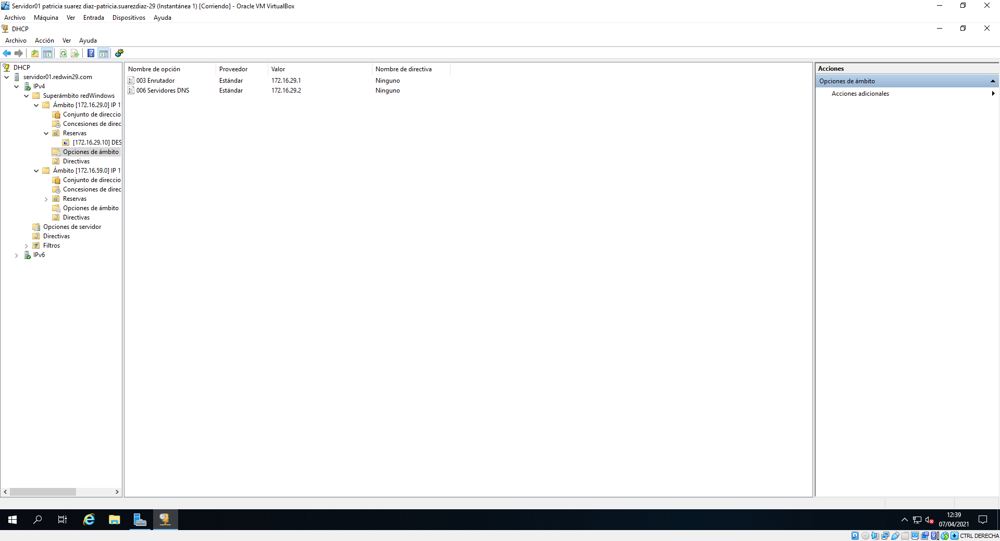 Servidor01 patricia suarez diaz-patricia.suarezdiaz-29 (Instantánea 1) [Corriendo] - Oracle VM VirtualBox
Archivo Máquina Ver Entrada Dispositivos Ayuda
DHCP
Archivo Acción Ver Ayuda
DHCP
servidor01.redwin29.com
IPv4
Superámbito redWindows
Ámbito [172.16.29.0] IP 1
Conjunto de direccio
Concesiones de direc
Reservas
[172.16.29.10] DES
Opciones de ámbito
Directivas
Ámbito [172.16.59.0] IP 1
Conjunto de direccio
Concesiones de direc
Reservas
Opciones de ámbito
Directivas
Opciones de servidor
Directivas
Filtros
IPv6
Nombre de opción Proveedor Valor Nombre de directiva
003 Enrutador Estándar 172.16.29.1 Ninguno
006 Servidores DNS Estándar 172.16.29.2 Ninguno
Acciones
Opciones de ámbito
Acciones adicionales
12:39
07/04/2021
CTRL DERECHA